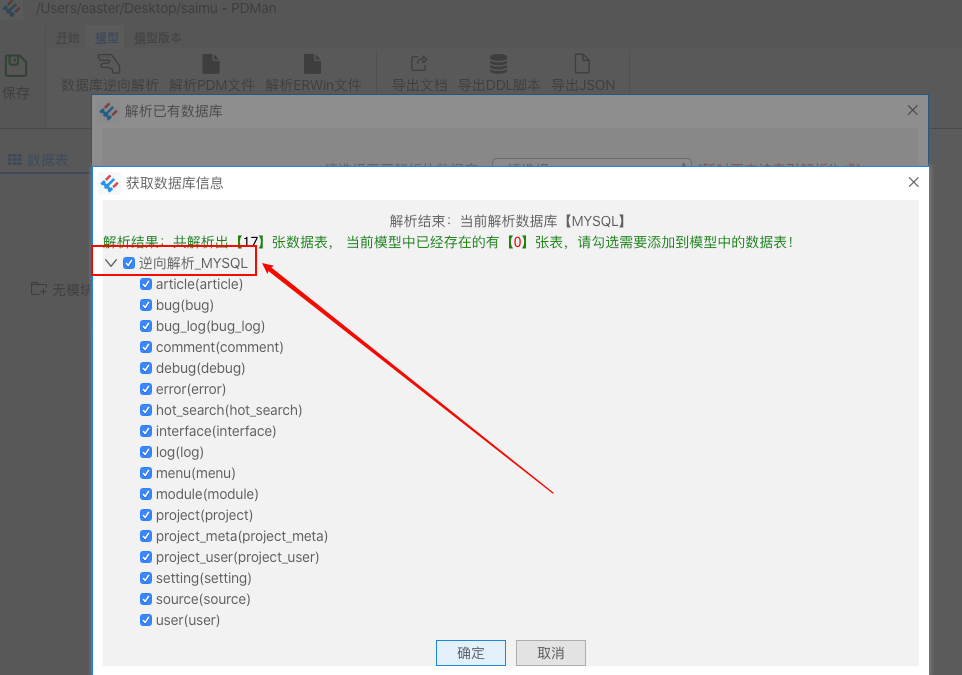 /Users/easter/Desktop/saimu - PDMan
开始 模型 模型版本
保存
数据库逆向解析 解析PDM文件 解析ERWin文件 导出文档 导出DDL脚本 导出JSON
解析已有数据库
数据表
获取数据库信息
解析结束：当前解析数据库【MYSQL】
解析结果：共解析出【17】张数据表， 当前模型中已经存在的有【0】张表，请勾选需要添加到模型中的数据表！
逆向解析_MYSQL
无模块
article(article)
bug(bug)
bug_log(bug_log)
comment(comment)
debug(debug)
error(error)
hot_search(hot_search)
interface(interface)
log(log)
menu(menu)
module(module)
project(project)
project_meta(project_meta)
project_user(project_user)
setting(setting)
source(source)
user(user)
确定 取消